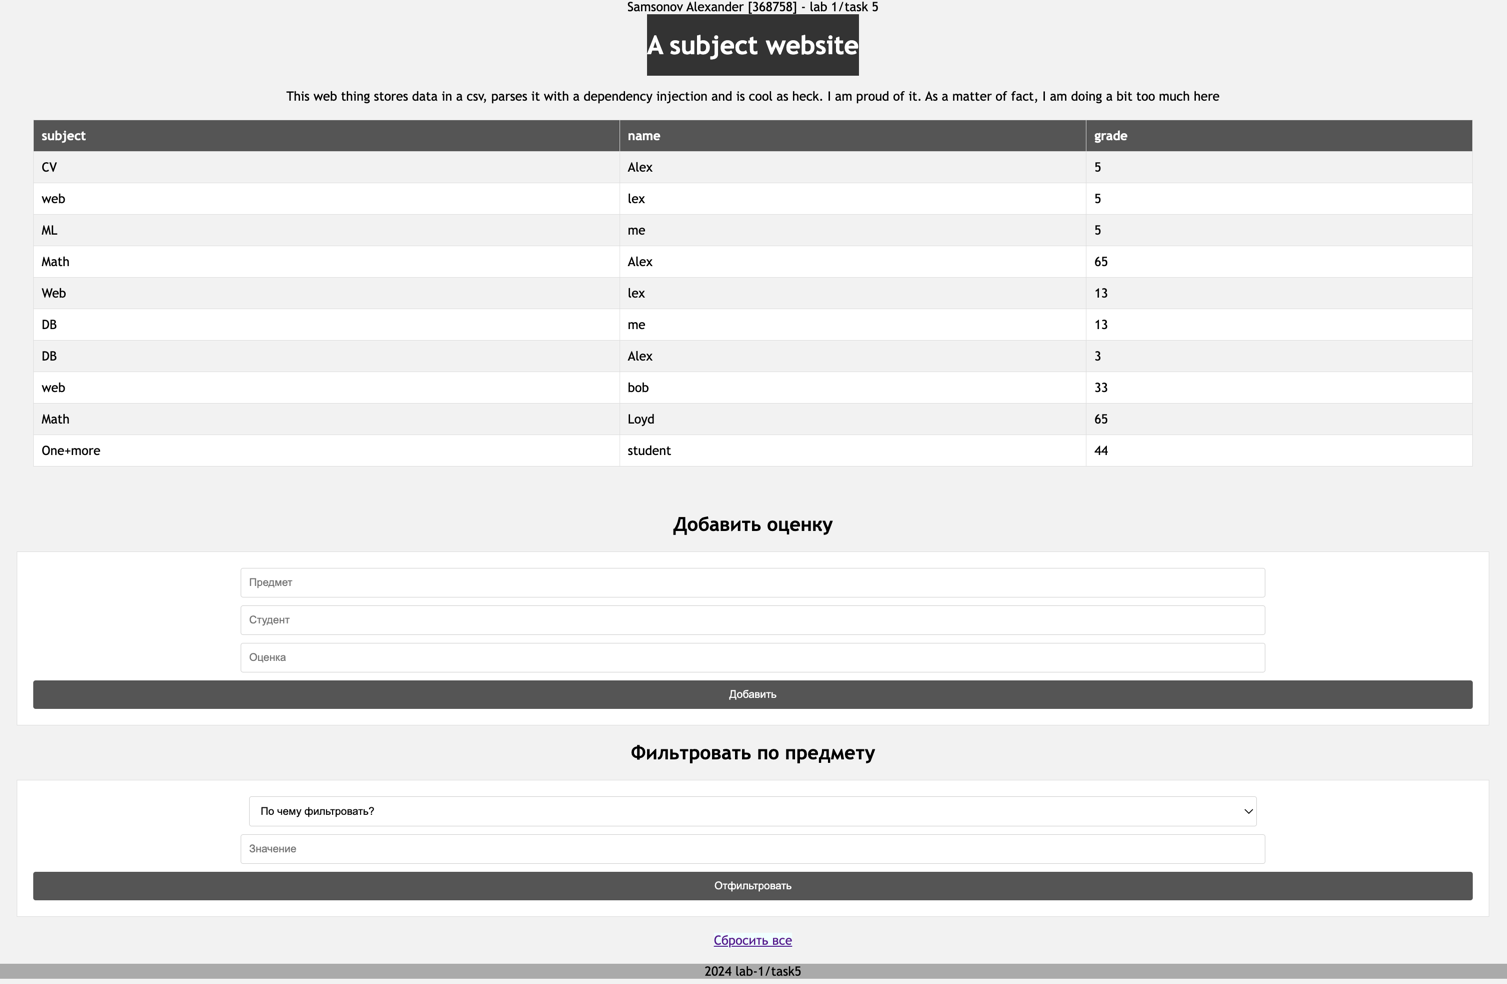 Samsonov Alexander [368758] - lab 1/task 5
A subject website
This web thing stores data in a csv, parses it with a dependency injection and is cool as heck. I am proud of it. As a matter of fact, I am doing a bit too much here
subject name grade
CV Alex 5
web lex 5
ML me 5
Math Alex 65
Web lex 13
DB me 13
DB Alex 3
web bob 33
Math Loyd 65
One+more student 44
Добавить оценку
Предмет
Студент
Оценка
Добавить
Фильтровать по предмету
По чему фильтровать?
Значение
Отфильтровать
Сбросить все
2024 lab-1/task5